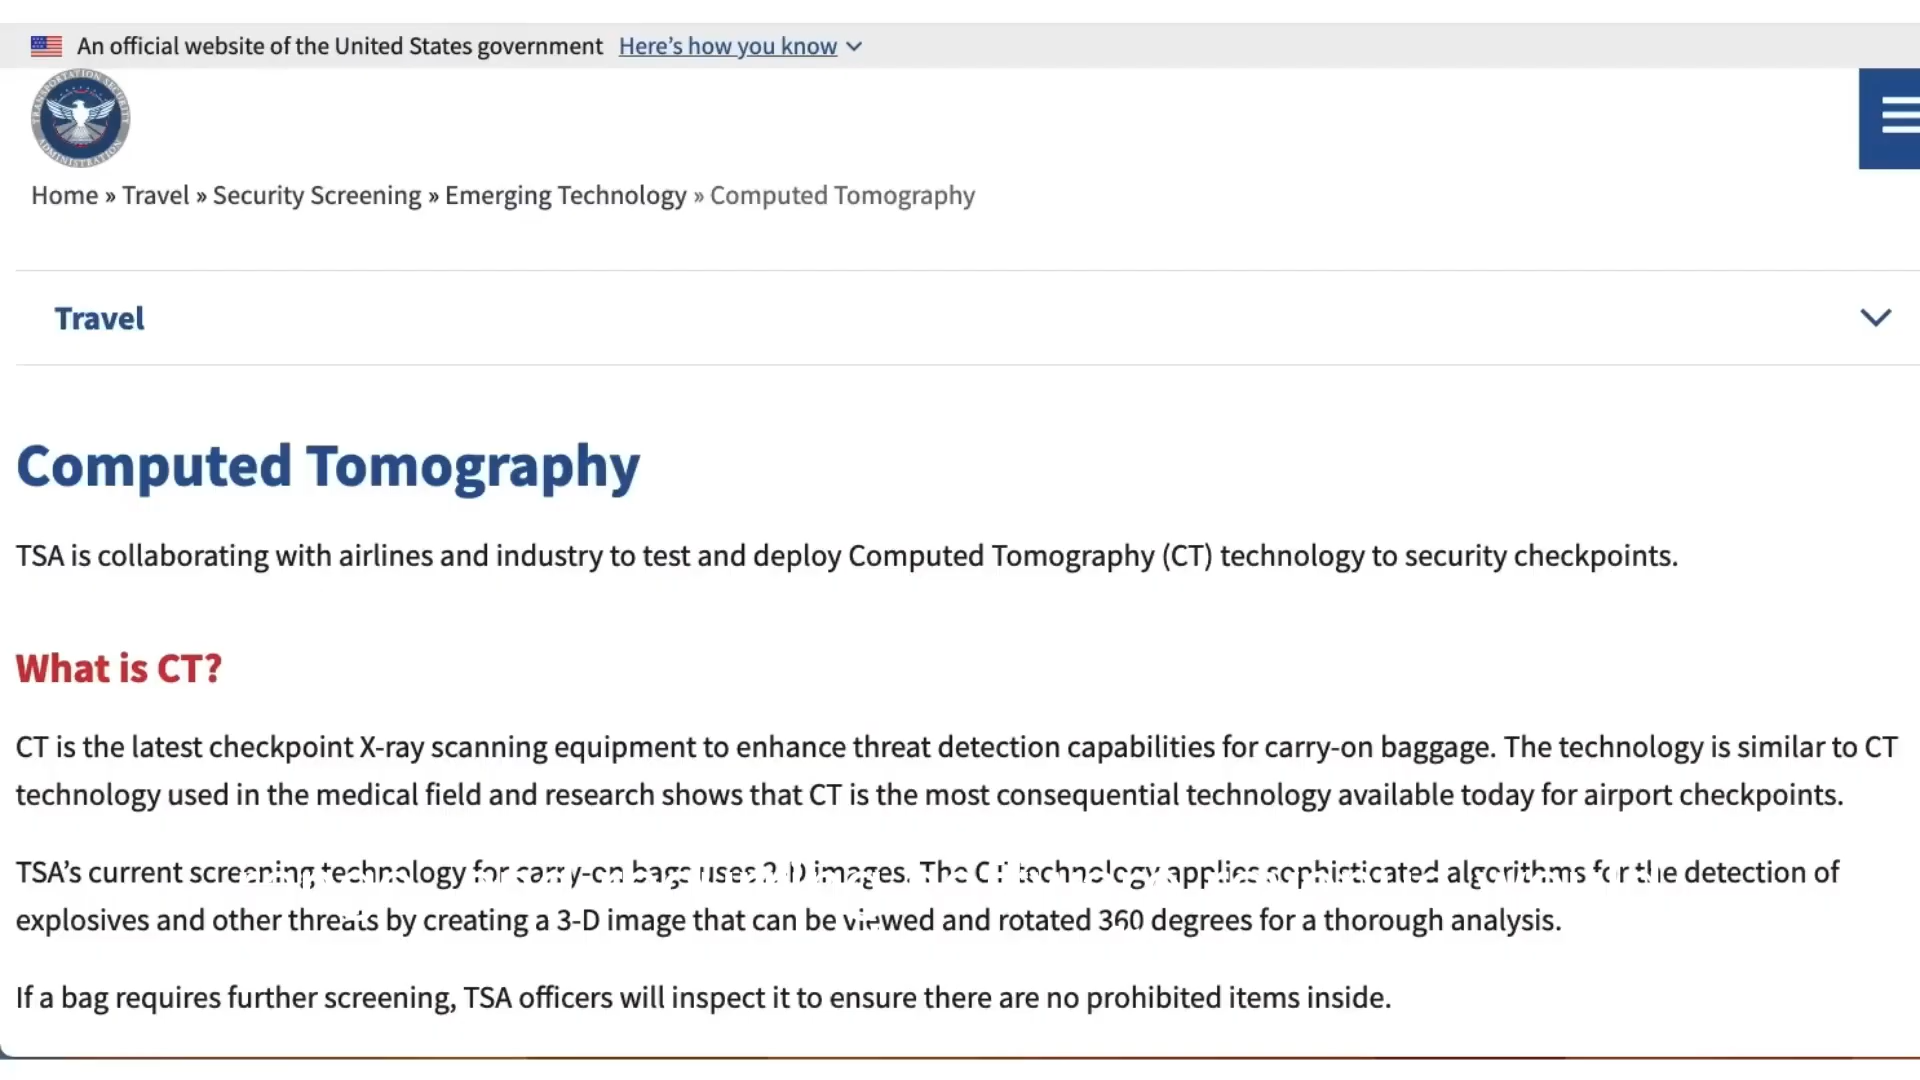 An official website of the United States government Here's how you know
TRANSPORTATION SECURITY ADMINISTRATION
Home » Travel » Security Screening » Emerging Technology » Computed Tomography
Travel
Computed Tomography
TSA is collaborating with airlines and industry to test and deploy Computed Tomography (CT) technology to security checkpoints.
What is CT?
CT is the latest checkpoint X-ray scanning equipment to enhance threat detection capabilities for carry-on baggage. The technology is similar to CT
technology used in the medical field and research shows that CT is the most consequential technology available today for airport checkpoints.
TSA's current screening technology for carry-on bags uses 2-D images. The CT technology applies sophisticated algorithms for the detection of
explosives and other threats by creating a 3-D image that can be viewed and rotated 360 degrees for a thorough analysis.
If a bag requires further screening, TSA officers will inspect it to ensure there are no prohibited items inside.